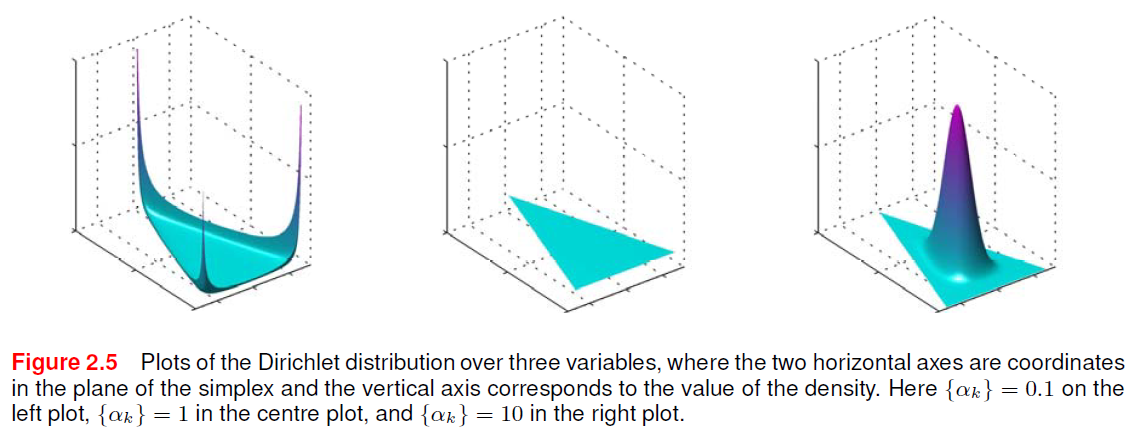 Figure 2.5 Plots of the Dirichlet distribution over three variables, where the two horizontal axes are coordinates
in the plane of the simplex and the vertical axis corresponds to the value of the density. Here {αk} = 0.1 on the
left plot, {αk} = 1 in the centre plot, and {αk} = 10 in the right plot.